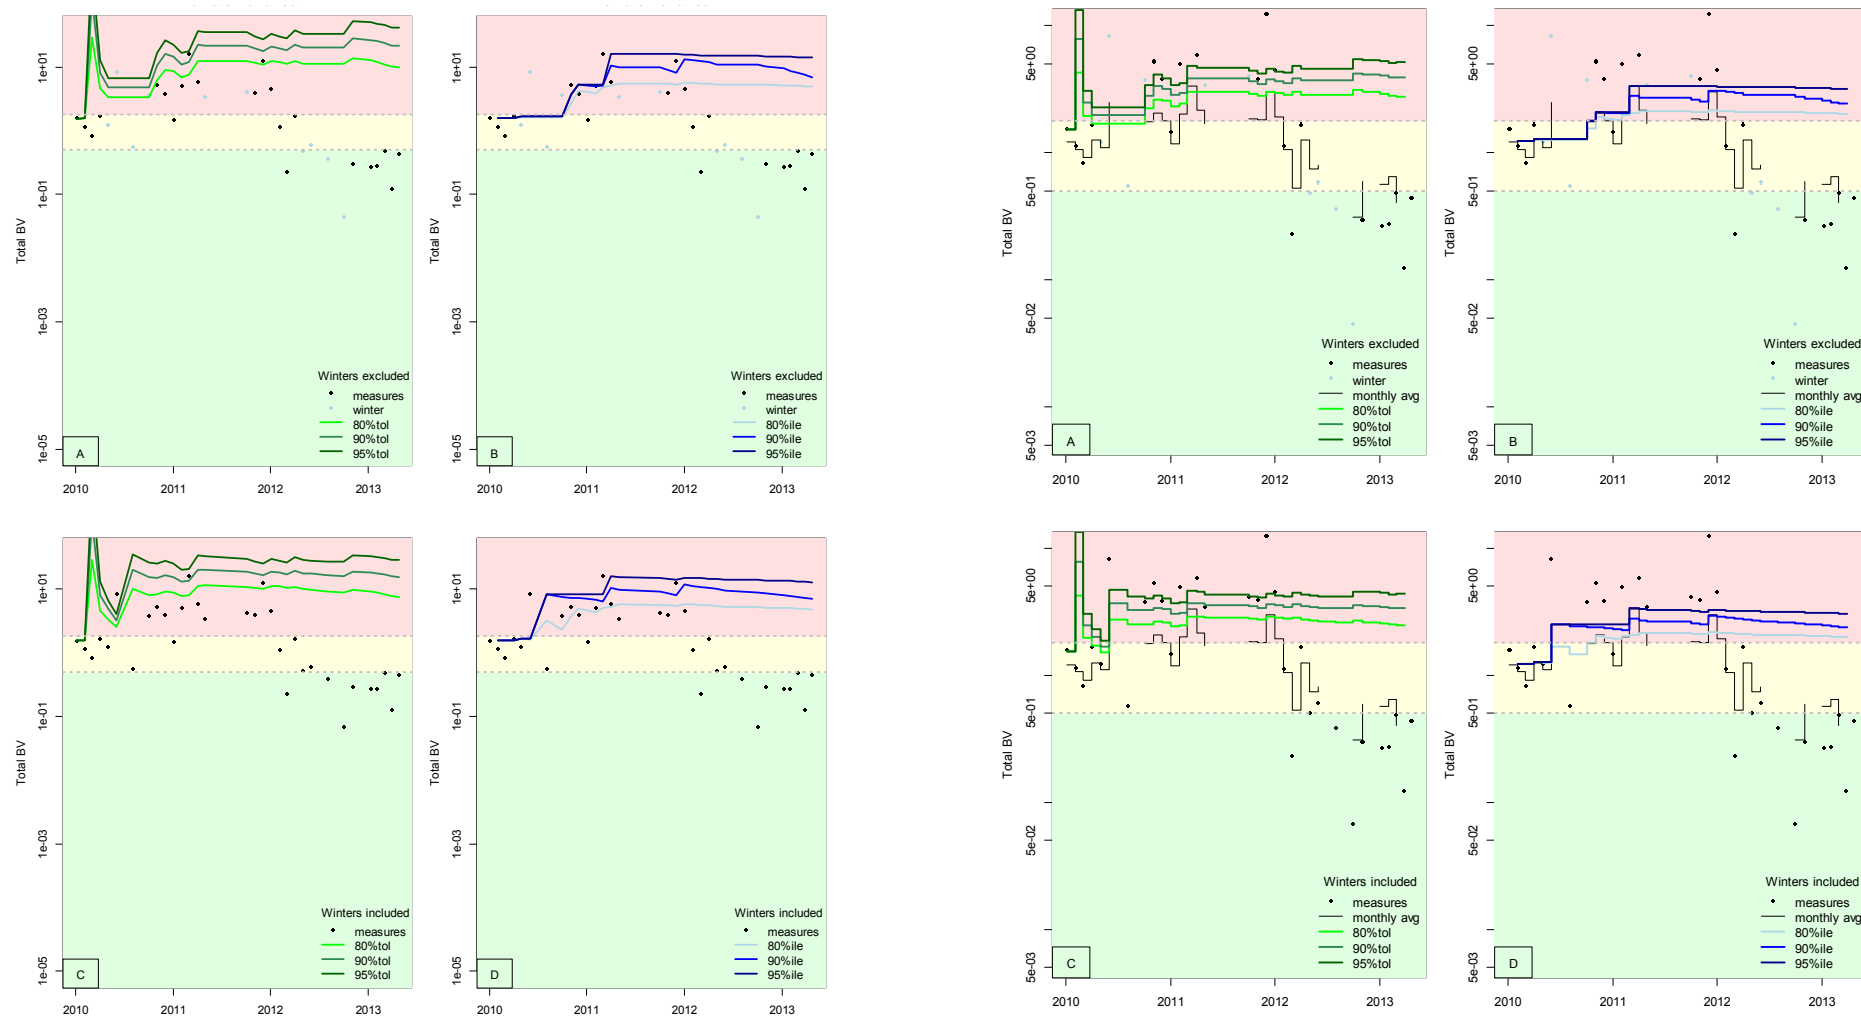 1e+01
1e-01
1e-03
1e-05
Total BV
Winters excluded
measures
winter
80%tol
90%tol
95%tol
A
2010 2011 2012 2013
1e+01
1e-01
1e-03
1e-05
Total BV
Winters excluded
measures
winter
80%ile
90%ile
95%ile
B
2010 2011 2012 2013
5e+00
5e-01
5e-02
5e-03
Total BV
Winters excluded
measures
winter
monthly avg
80%tol
90%tol
95%tol
A
2010 2011 2012 2013
5e+00
5e-01
5e-02
5e-03
Total BV
Winters excluded
measures
winter
monthly avg
80%ile
90%ile
95%ile
B
2010 2011 2012 2013
1e+01
1e-01
1e-03
1e-05
Total BV
Winters included
measures
80%tol
90%tol
95%tol
C
2010 2011 2012 2013
1e+01
1e-01
1e-03
1e-05
Total BV
Winters included
measures
80%ile
90%ile
95%ile
D
2010 2011 2012 2013
5e+00
5e-01
5e-02
5e-03
Total BV
Winters included
measures
monthly avg
80%tol
90%tol
95%tol
C
2010 2011 2012 2013
5e+00
5e-01
5e-02
5e-03
Total BV
Winters included
measures
monthly avg
80%ile
90%ile
95%ile
D
2010 2011 2012 2013